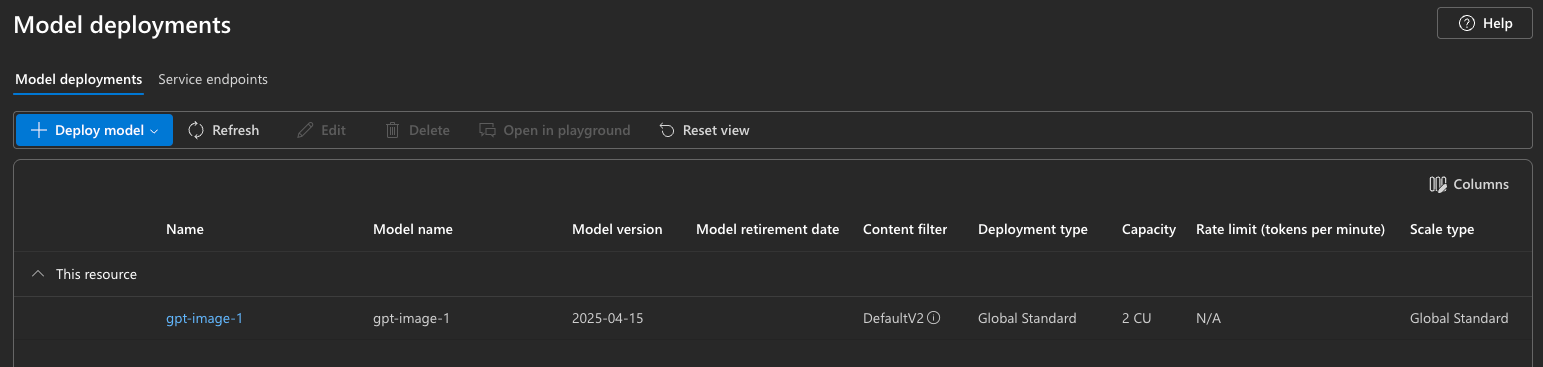 Model deployments
Help
Model deployments Service endpoints
Deploy model Refresh Edit Delete Open in playground Reset view
Columns
Name Model name Model version Model retirement date Content filter Deployment type Capacity Rate limit (tokens per minute) Scale type
This resource
gpt-image-1 gpt-image-1 2025-04-15 DefaultV2 Global Standard 2 CU N/A Global Standard